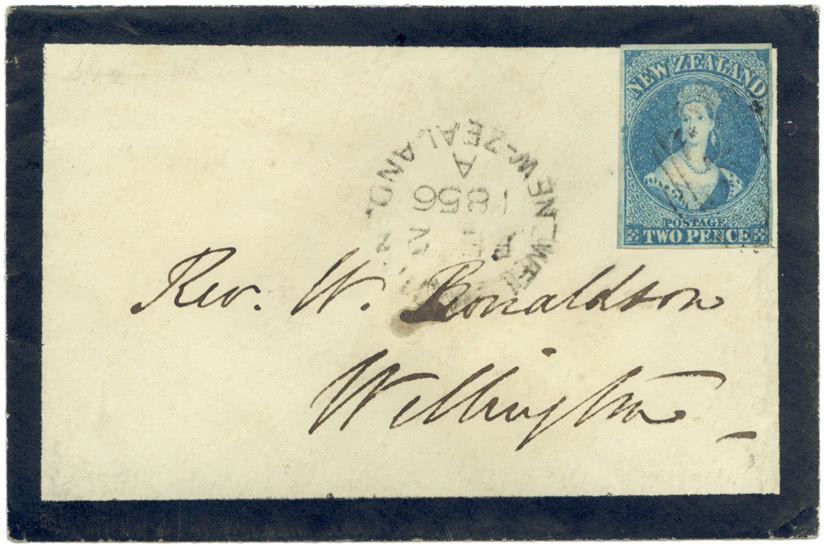 NEW ZEALAND
POSTAGE
TWO PENCE
NEW-ZEALAND.
A
1856
Rev. W. Ronaldson
Wellington